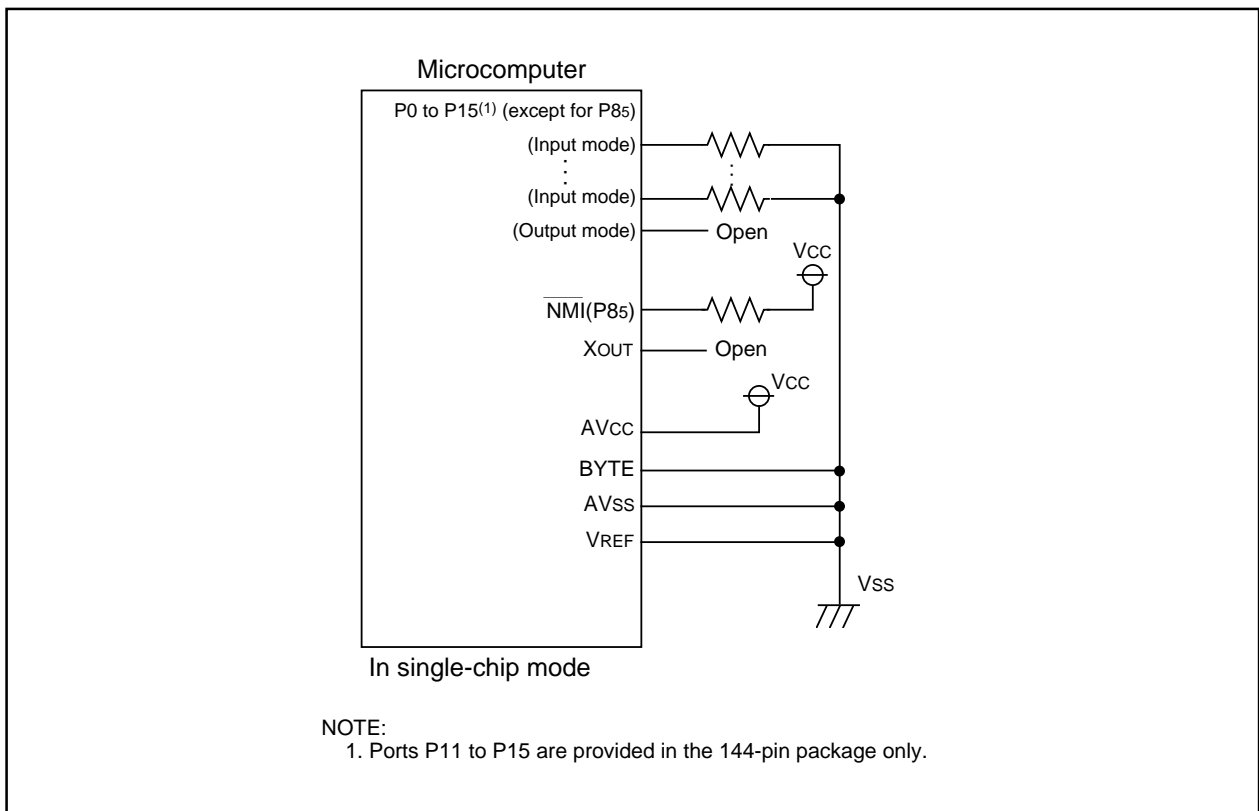 Microcomputer
P0 to P15(1) (except for P85)
(Input mode)
(Input mode)
(Output mode)
Open
VCC
NMI(P85)
XOUT
Open
VCC
AVCC
BYTE
AVSS
VREF
VSS
In single-chip mode
NOTE:
1. Ports P11 to P15 are provided in the 144-pin package only.